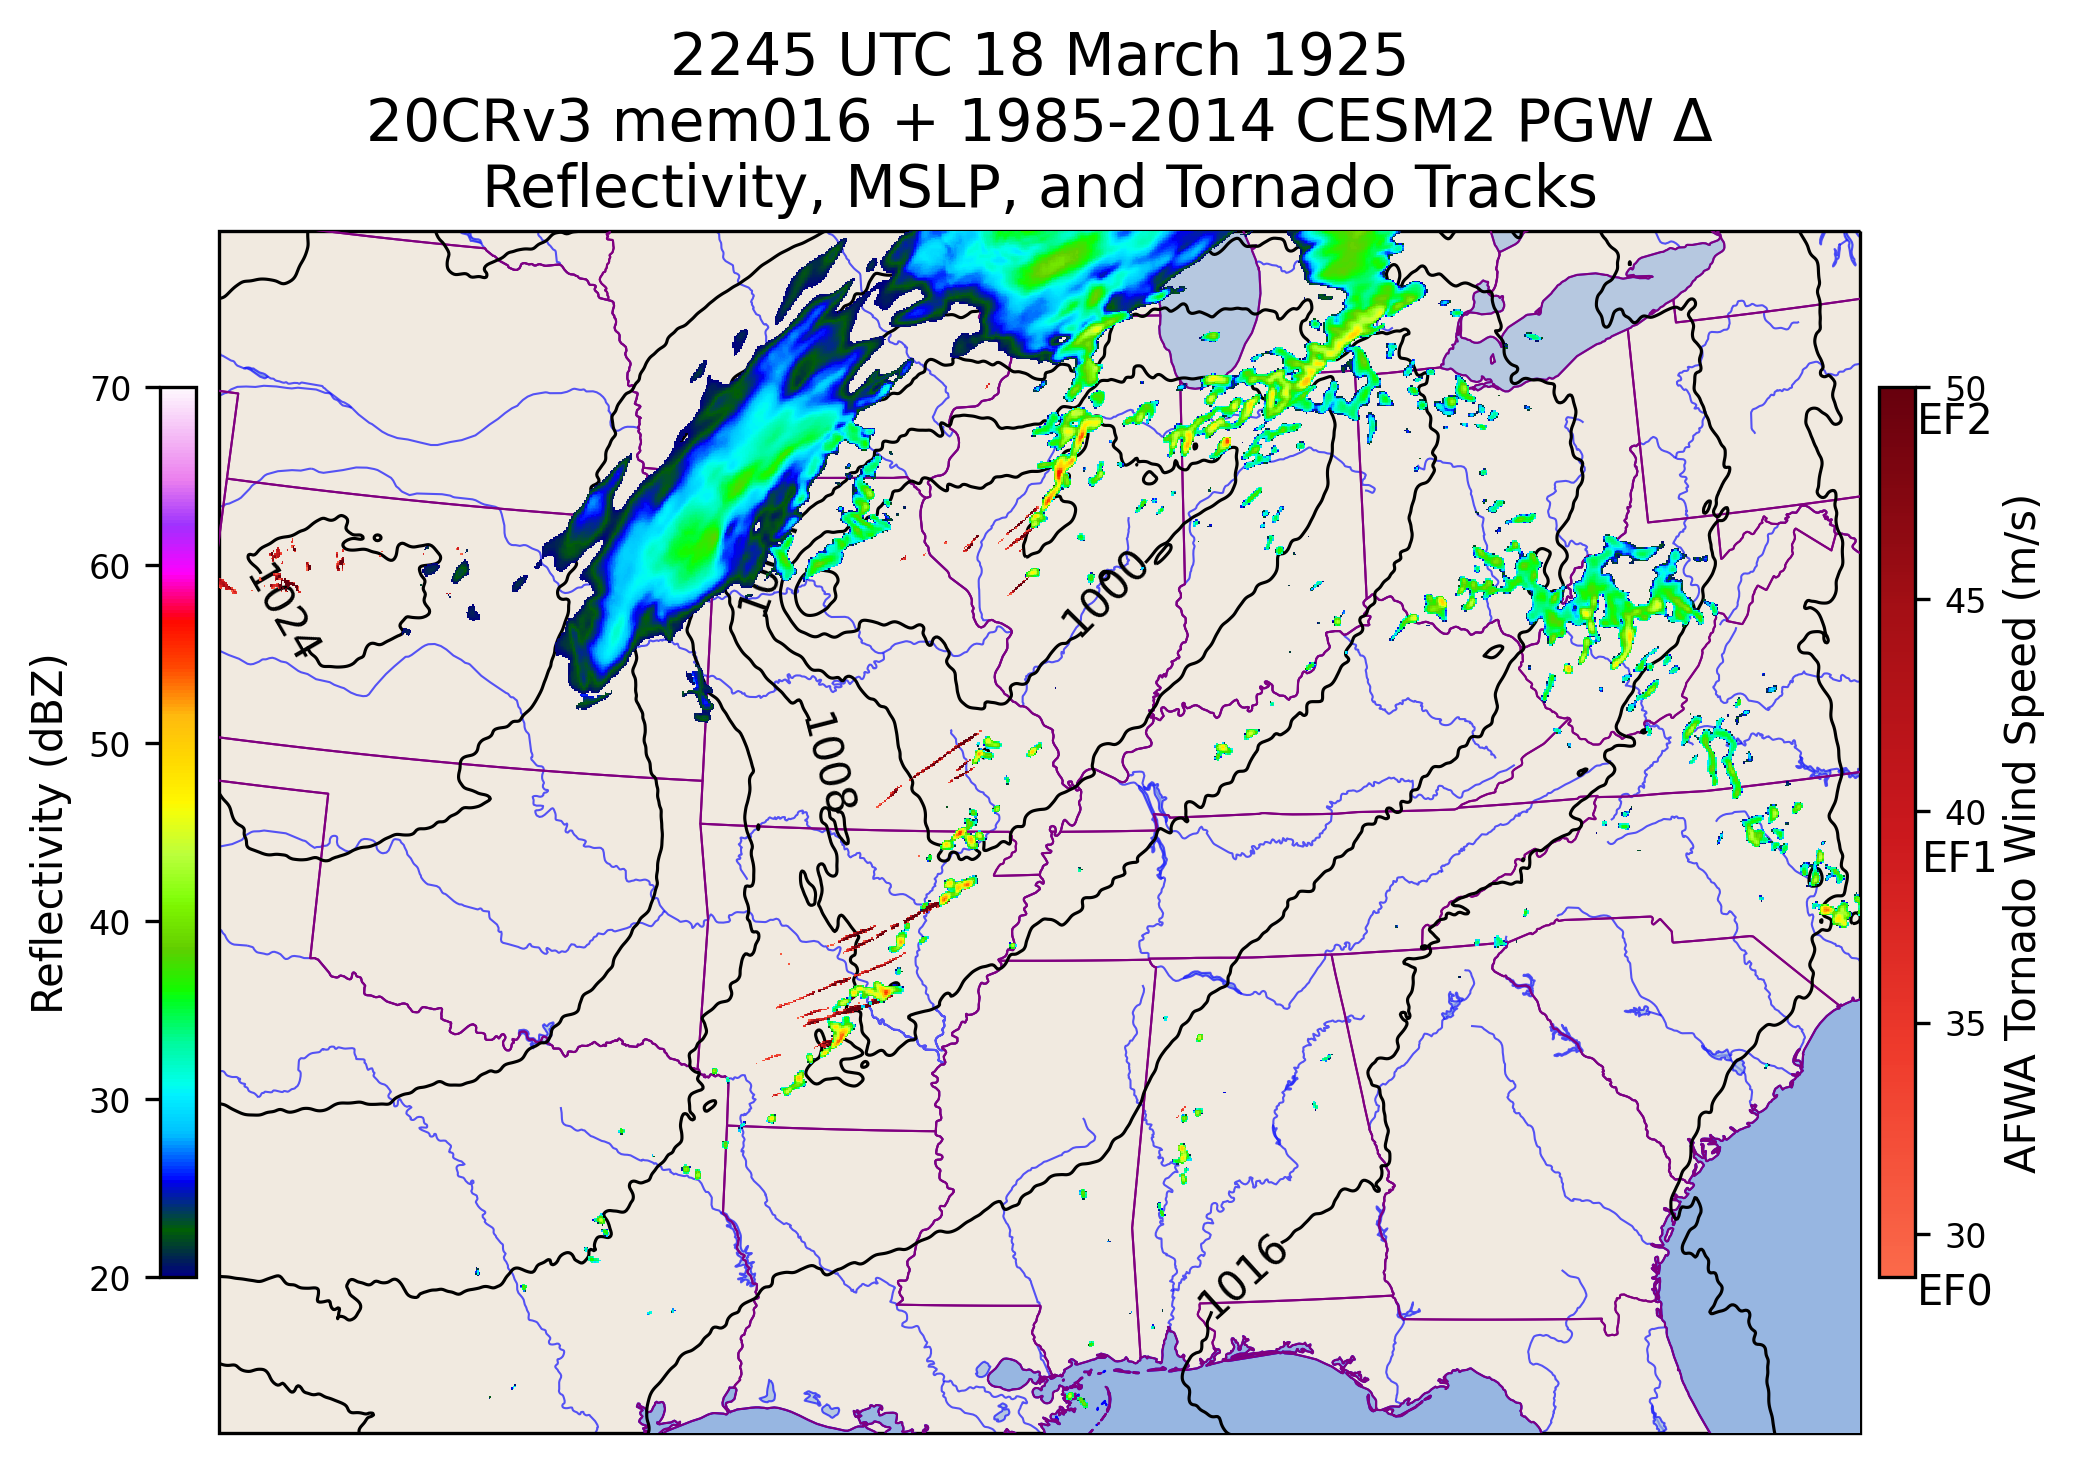 2245 UTC 18 March 1925
20CRv3 mem016 + 1985-2014 CESM2 PGW Δ
Reflectivity, MSLP, and Tornado Tracks
Reflectivity (dBZ)
70
60
50
40
30
20
1024
1000
1008
1016
50
EF2
45
40
EF1
35
30
EF0
AFWA Tornado Wind Speed (m/s)